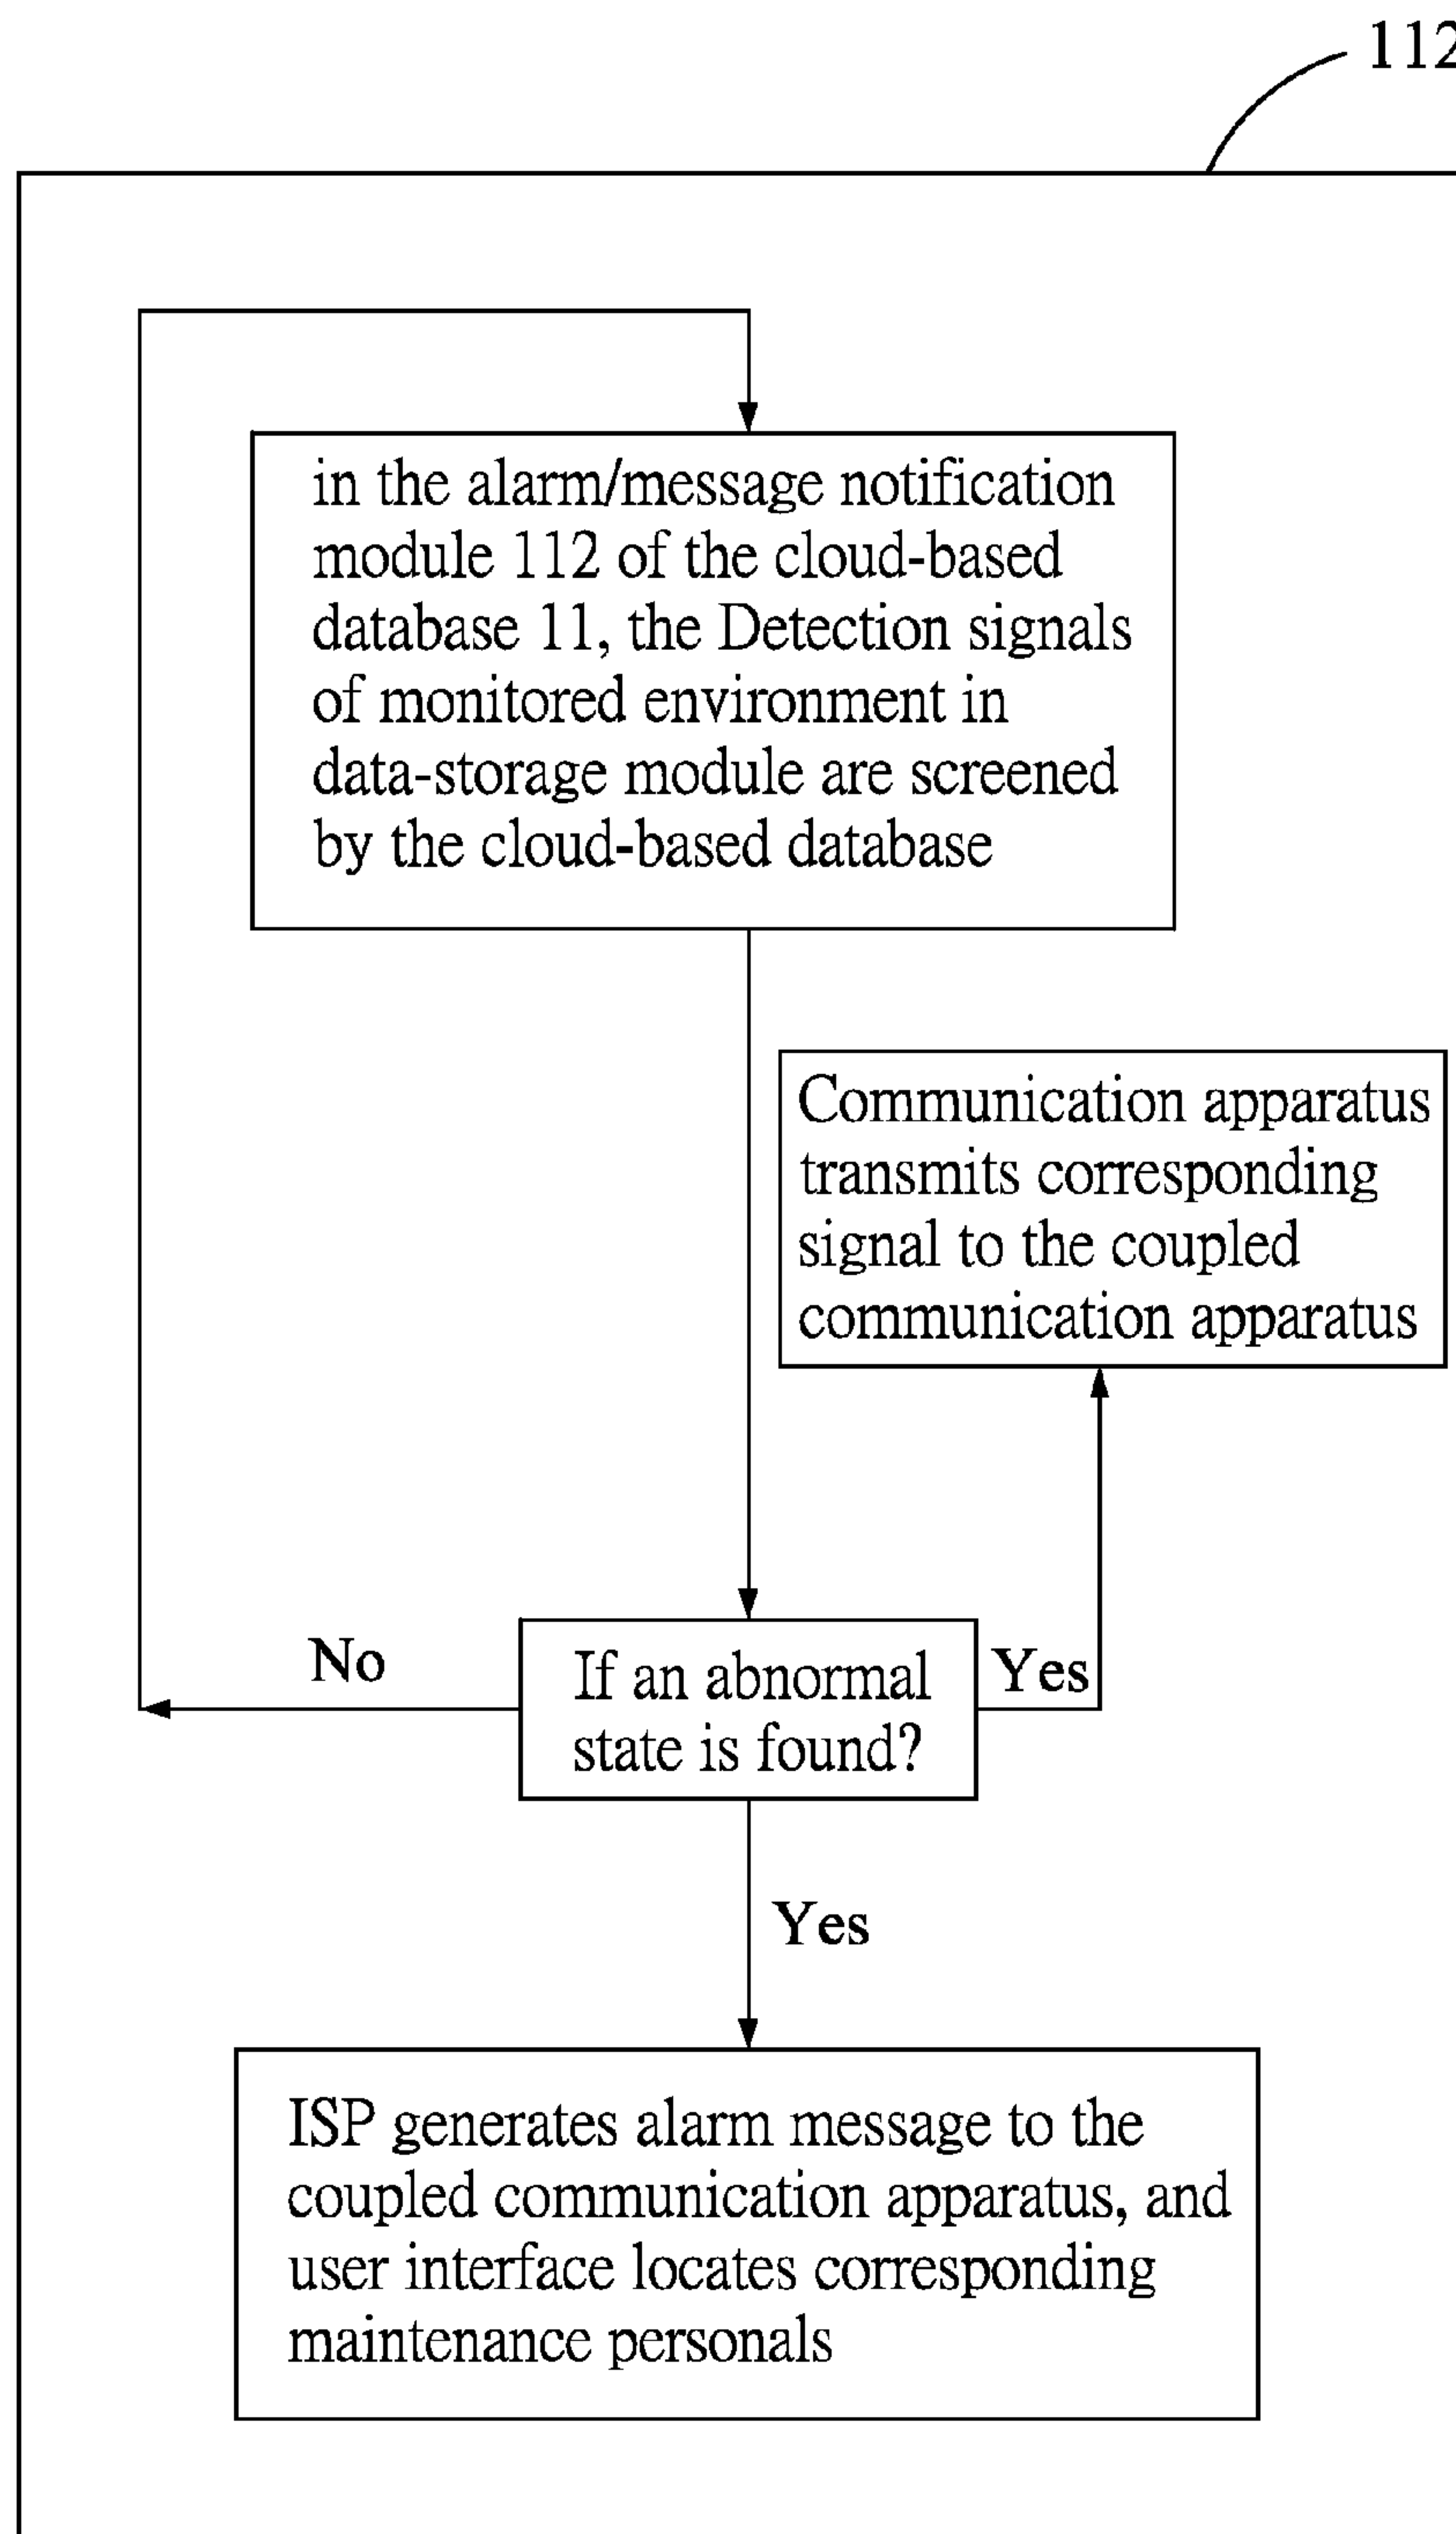 112
in the alarm/message notification
module 112 of the cloud-based
database 11, the Detection signals
of monitored environment in
data-storage module are screened
by the cloud-based database
Communication apparatus
transmits corresponding
signal to the coupled
communication apparatus
No
If an abnormal
state is found?
Yes
Yes
ISP generates alarm message to the
coupled communication apparatus, and
user interface locates corresponding
maintenance personals